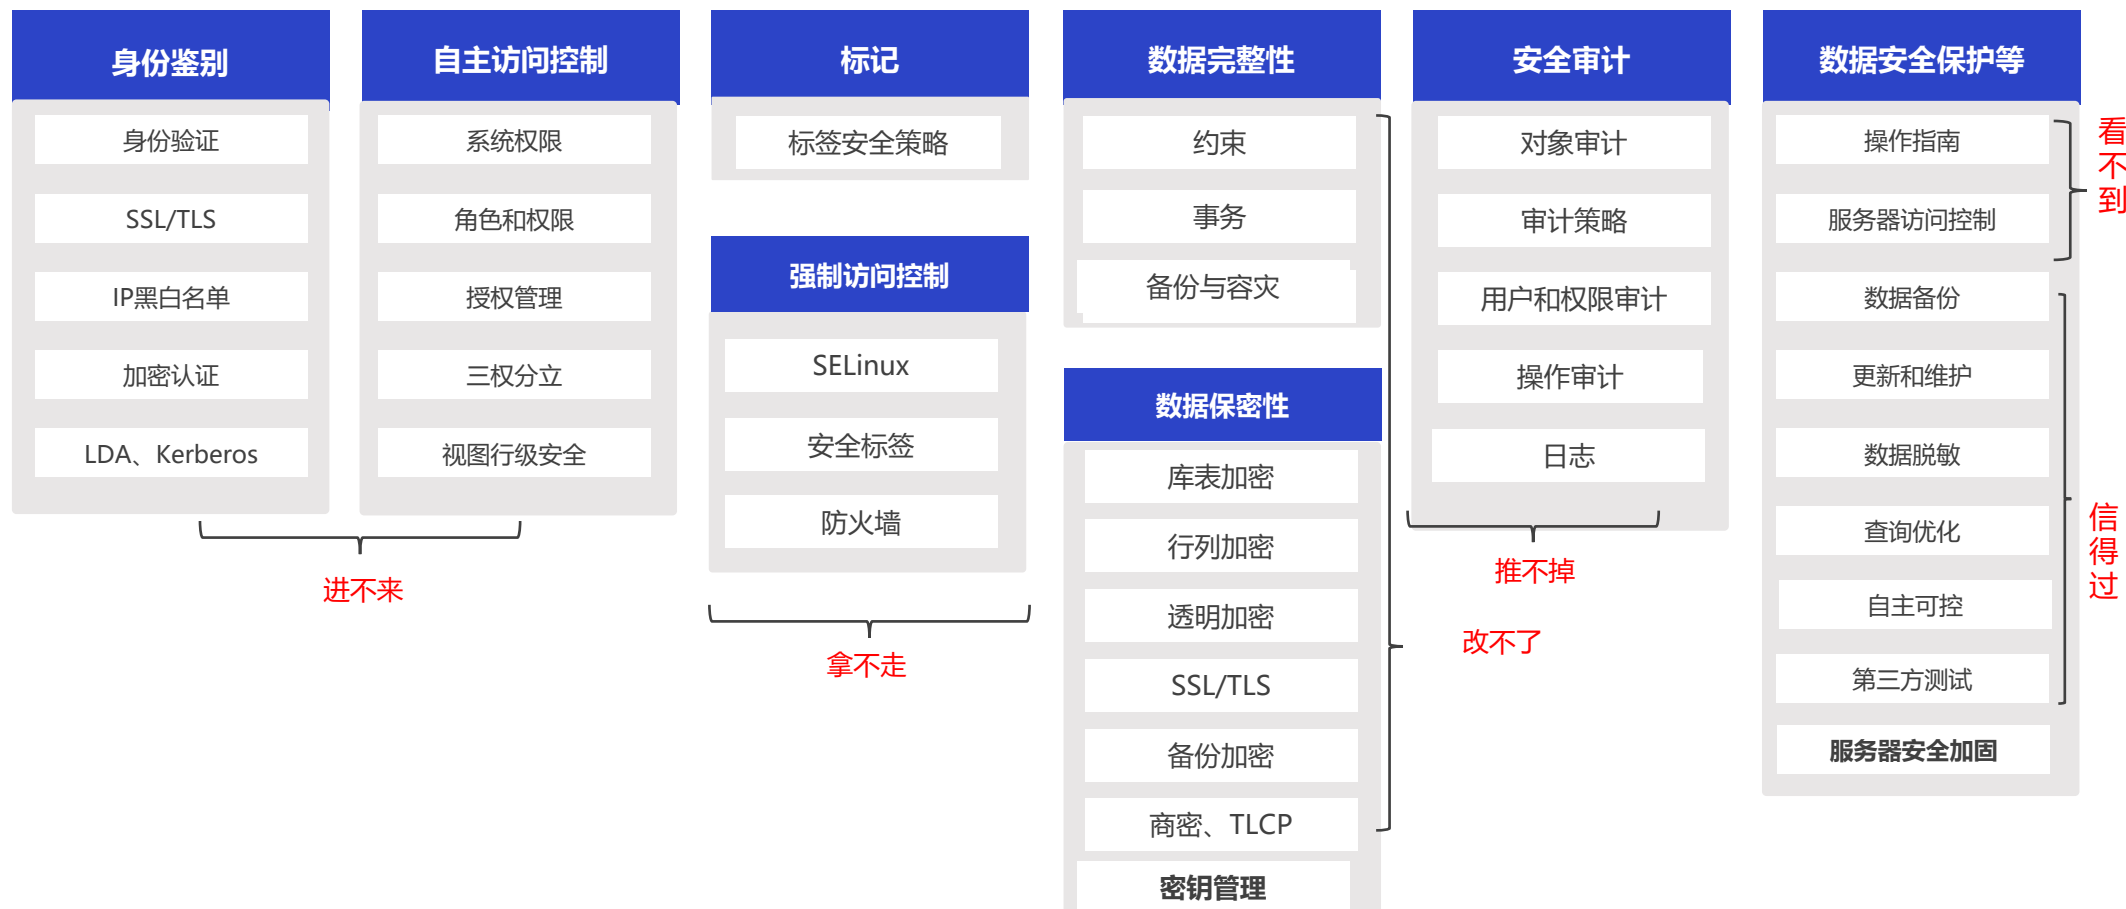 身份鉴别
身份验证
SSL/TLS
IP黑白名单
加密认证
LDA、Kerberos
自主访问控制
系统权限
角色和权限
授权管理
三权分立
视图行级安全
进不来
标记
标签安全策略
强制访问控制
SELinux
安全标签
防火墙
拿不走
数据完整性
约束
事务
备份与容灾
数据保密性
库表加密
行列加密
透明加密
SSL/TLS
备份加密
商密、TLCP
密钥管理
改不了
安全审计
对象审计
审计策略
用户和权限审计
操作审计
日志
推不掉
数据安全保护等
操作指南
服务器访问控制
数据备份
更新和维护
数据脱敏
查询优化
自主可控
第三方测试
服务器安全加固
看不到
信得过